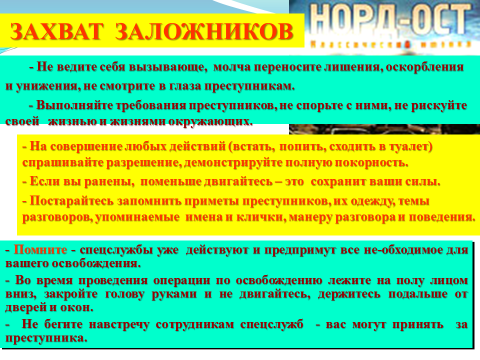 ЗАХВАТ ЗАЛОЖНИКОВ
НОРД-ОСТ
- Не ведите себя вызывающе, молча переносите лишения, оскорбления
и унижения, не смотрите в глаза преступникам.
- Выполняйте требования преступников, не спорьте с ними, не рискуйте
своей жизнью и жизнями окружающих.
- На совершение любых действий (встать, попить, сходить в туалет)
спрашивайте разрешение, демонстрируйте полную покорность.
- Если вы ранены, поменьше двигайтесь – это сохранит ваши силы.
- Постарайтесь запомнить приметы преступников, их одежду, темы
разговоров, упоминаемые имена и клички, манеру разговора и поведения.
- Помните - спецслужбы уже действуют и предпримут все не-обходимое для
вашего освобождения.
- Во время проведения операции по освобождению лежите на полу лицом
вниз, закройте голову руками и не двигайтесь, держитесь подальше от
дверей и окон.
- Не бегите навстречу сотрудникам спецслужб - вас могут принять за
преступника.